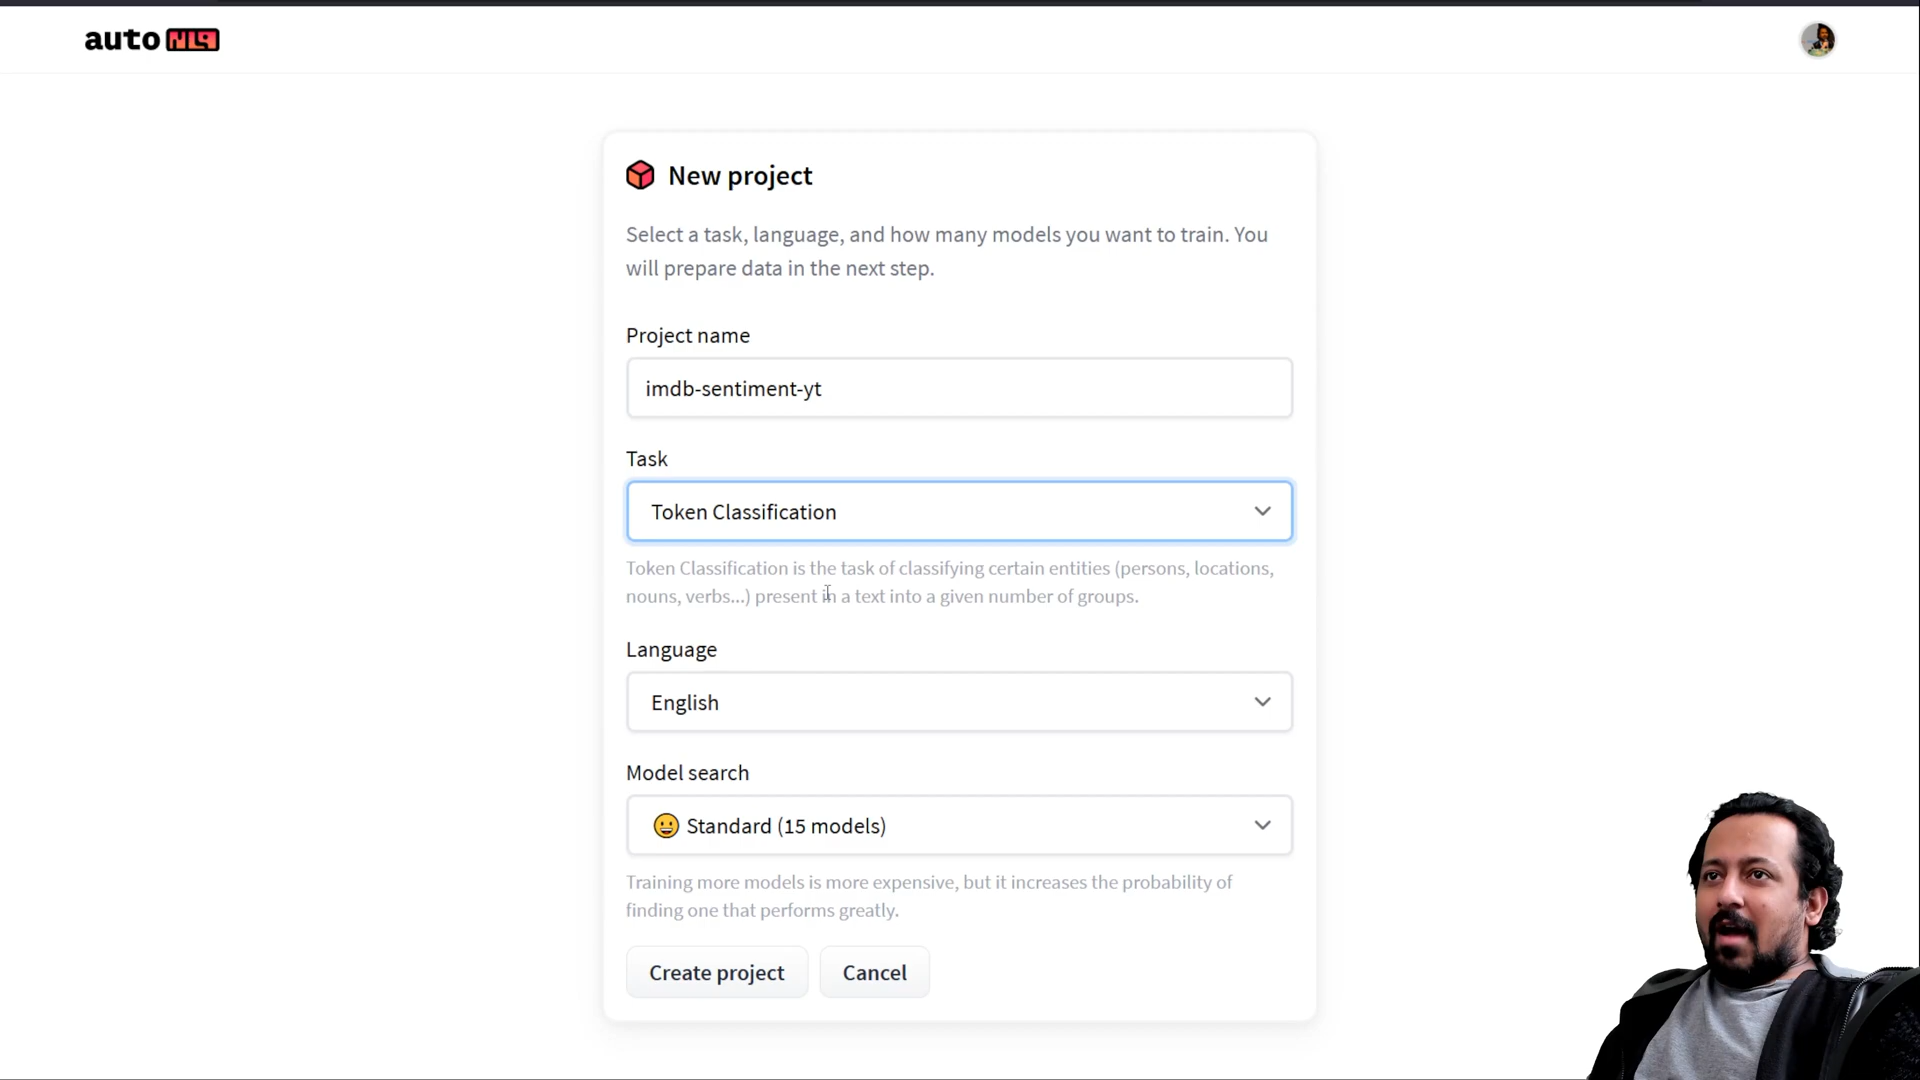 auto NLP
New project
Select a task, language, and how many models you want to train. You
will prepare data in the next step.
Project name
imdb-sentiment-yt
Task
Token Classification
Token Classification is the task of classifying certain entities (persons, locations,
nouns, verbs...) present in a text into a given number of groups.
Language
English
Model search
😀 Standard (15 models)
Training more models is more expensive, but it increases the probability of
finding one that performs greatly.
Create project
Cancel